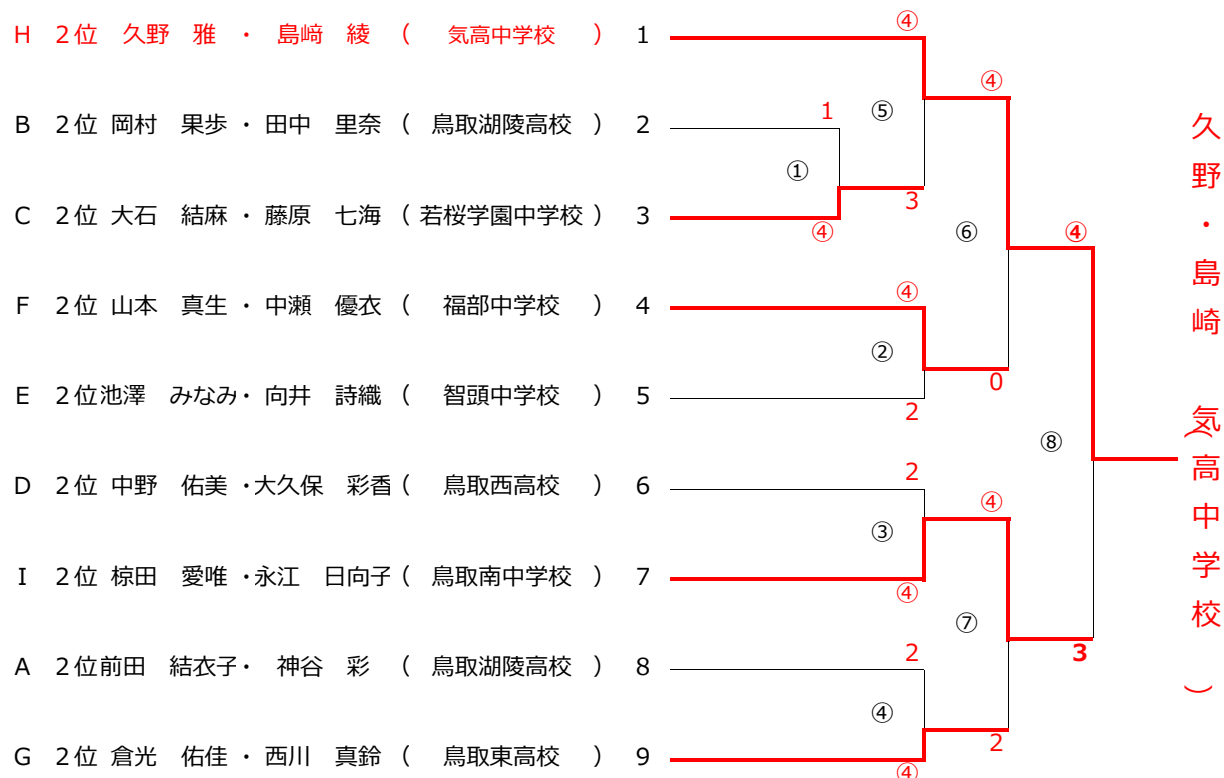 ④
H 2位 久野 雅 ・ 島﨑 綾 ( 気高中学校 ) 1
④
1 ⑤
B 2位 岡村 果歩 ・ 田中 里奈 ( 鳥取湖陵高校 ) 2
①
3
C 2位 大石 結麻 ・ 藤原 七海 ( 若桜学園中学校 ) 3
④ ⑥ ④
④
F 2位 山本 真生 ・ 中瀬 優衣 ( 福部中学校 ) 4
②
0
E 2位 池澤 みなみ ・ 向井 詩織 ( 智頭中学校 ) 5
2
⑧
2
D 2位 中野 佑美 ・ 大久保 彩香 ( 鳥取西高校 ) 6
④
③
I 2位 椋田 愛唯 ・ 永江 日向子 ( 鳥取南中学校 ) 7
④
⑦
2 3
A 2位 前田 結衣子 ・ 神谷 彩 ( 鳥取湖陵高校 ) 8
④
2
G 2位 倉光 佑佳 ・ 西川 真鈴 ( 鳥取東高校 ) 9
④
久野・島崎 (気高中学校 )